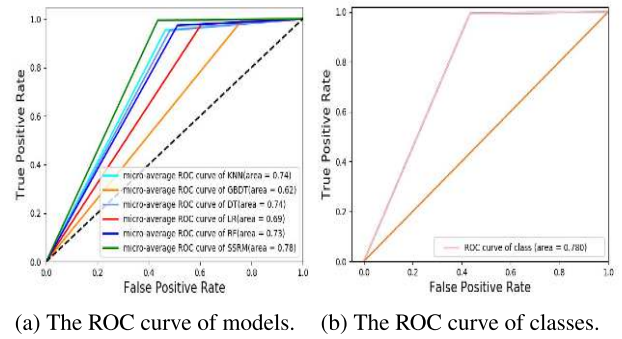 True Positive Rate
1.0
0.8
0.6
0.4
0.2
0.0
micro-average ROC curve of KNN(area = 0.74)
micro-average ROC curve of GBDT(area = 0.62)
micro-average ROC curve of DT(area = 0.74)
micro-average ROC curve of LR(area = 0.69)
micro-average ROC curve of RF(area = 0.73)
micro-average ROC curve of SSRM(area = 0.78)
0.0 0.2 0.4 0.6 0.8 1.0
False Positive Rate
(a) The ROC curve of models.
True Positive Rate
1.0
0.8
0.6
0.4
0.2
0.0
ROC curve of class (area = 0.780)
0.0 0.2 0.4 0.6 0.8 1.0
False Positive Rate
(b) The ROC curve of classes.